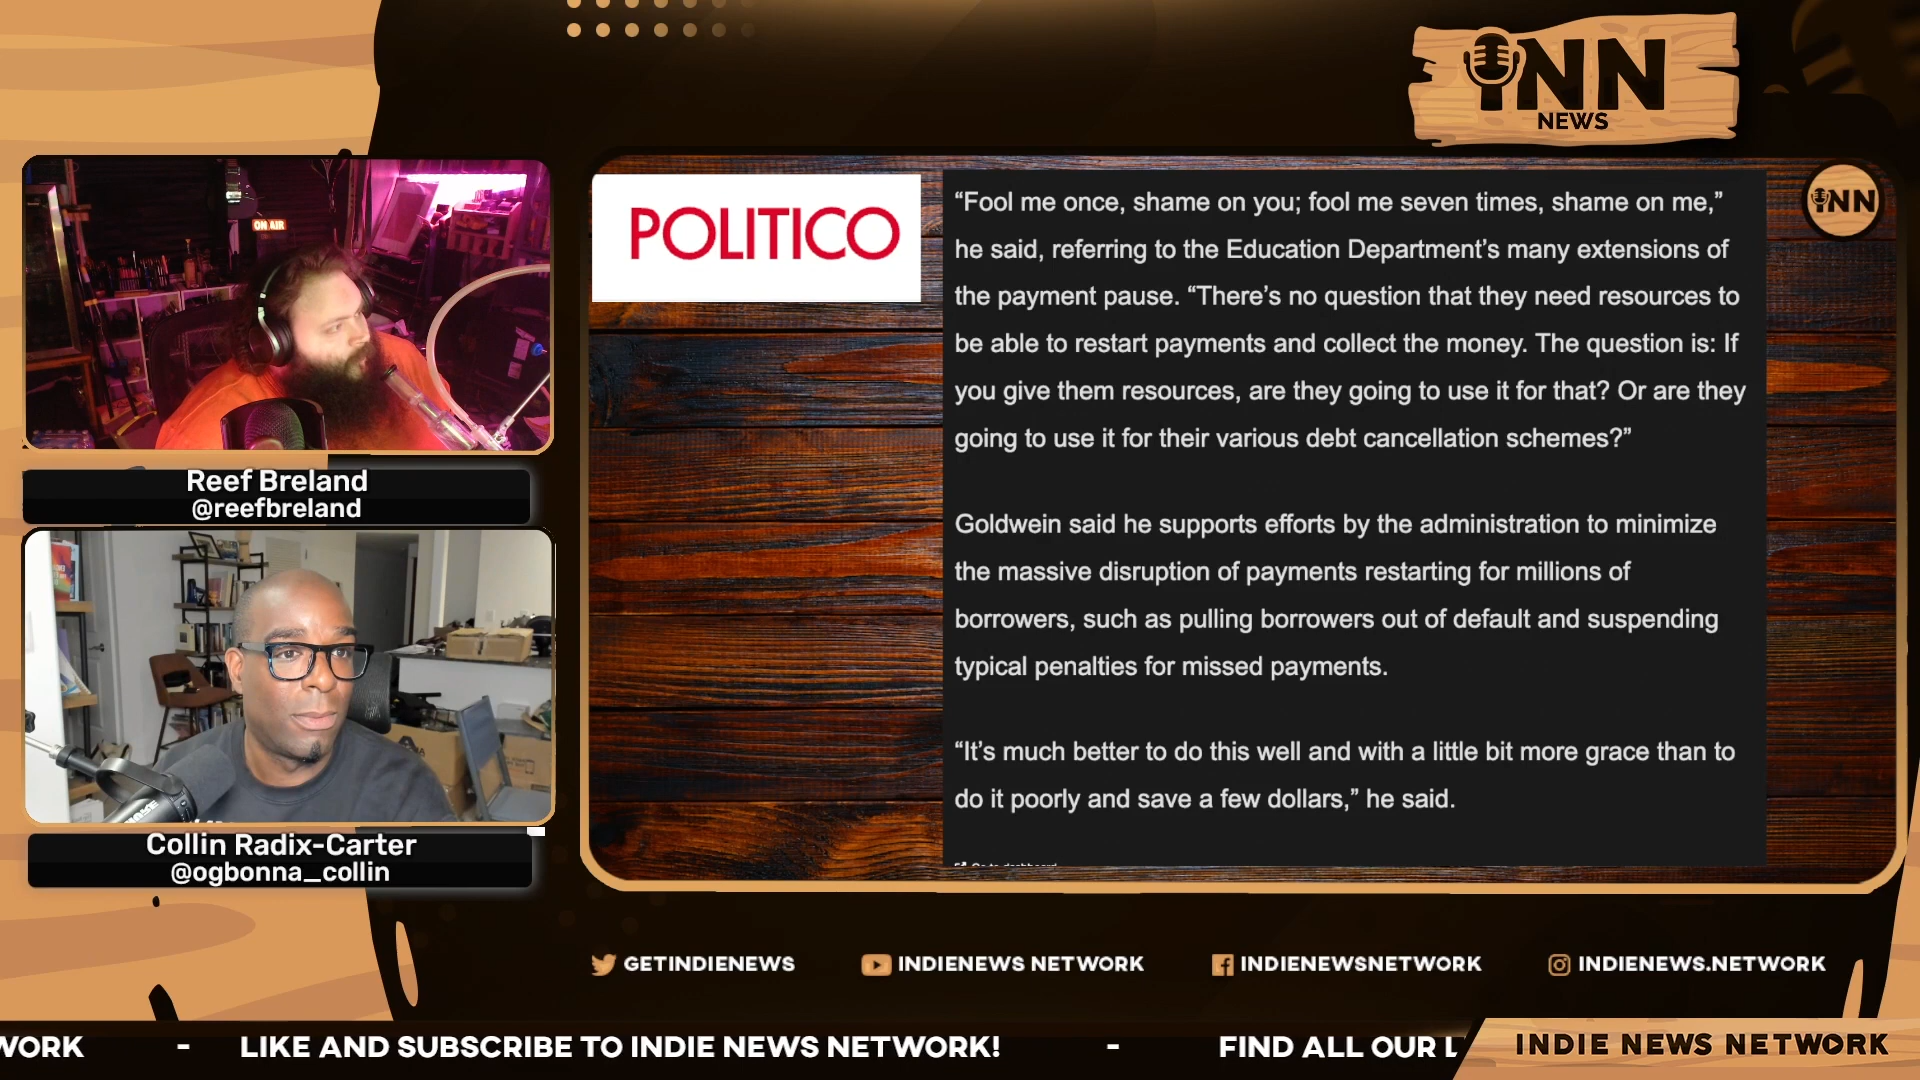 INN
NEWS
ON AIR
Reef Breland
@reefbreland
Collin Radix-Carter
@ogbonna_collin
POLITICO
“Fool me once, shame on you; fool me seven times, shame on me,”
he said, referring to the Education Department’s many extensions of
the payment pause. “There’s no question that they need resources to
be able to restart payments and collect the money. The question is: If
you give them resources, are they going to use it for that? Or are they
going to use it for their various debt cancellation schemes?”
Goldwein said he supports efforts by the administration to minimize
the massive disruption of payments restarting for millions of
borrowers, such as pulling borrowers out of default and suspending
typical penalties for missed payments.
“It’s much better to do this well and with a little bit more grace than to
do it poorly and save a few dollars,” he said.
INN
GETINDIENEWS
INDIENEWS NETWORK
INDIENEWSNETWORK
INDIENEWS.NETWORK
WORK - LIKE AND SUBSCRIBE TO INDIE NEWS NETWORK! - FIND ALL OUR
INDIE NEWS NETWORK